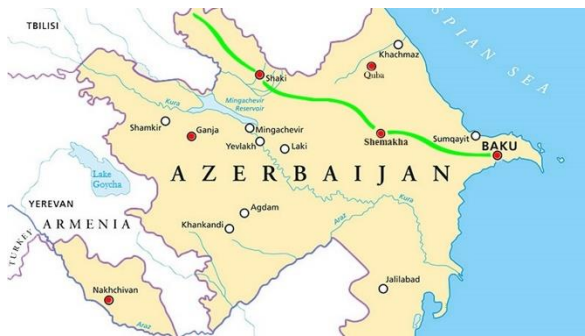 TBILISI
SPIAN SEA
Khachmaz
Quba
Shaki
Kura
Mingachevir
Reservoir
Shamkir
Ganja
Mingachevir
Yevlakh
Laki
Shemakha
Sumqayit
BAKU
Lake
Goycha
AZERBAIJAN
YEREVAN
ARMENIA
TURKEY
Agdam
Khankandi
Araz
Kura
Nakhchivan
Araz
Jalilabad